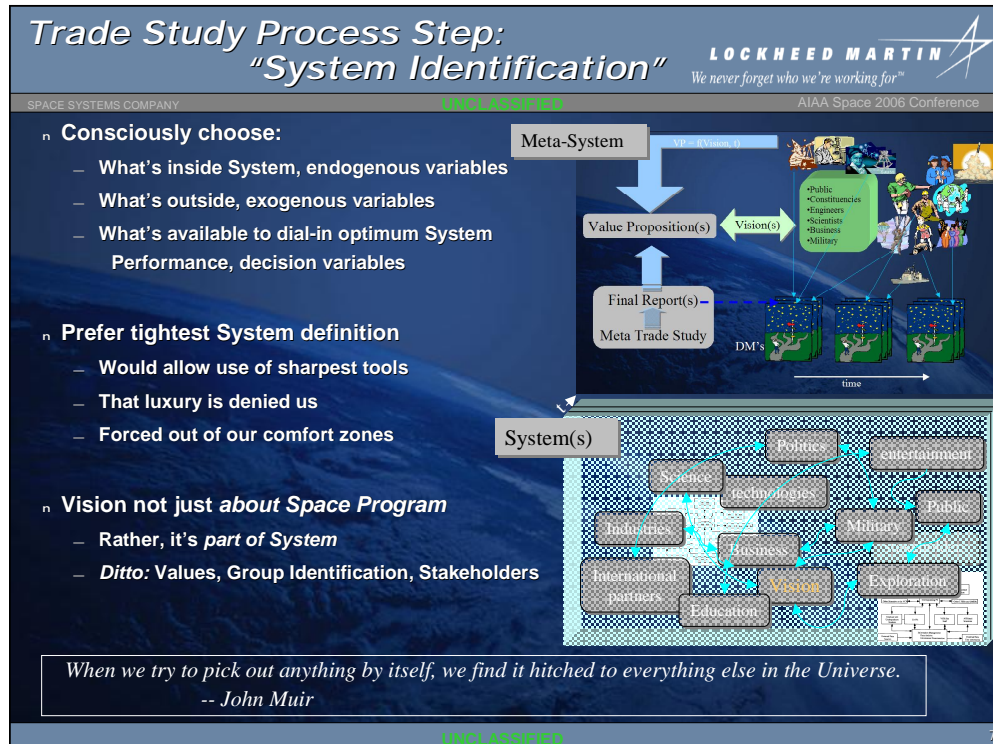 Trade Study Process Step:
"System Identification"
LOCKHEED MARTIN
We never forget who we're working for™
SPACE SYSTEMS COMPANY
UNCLASSIFIED
AIAA Space 2006 Conference
n Consciously choose:
— What's inside System, endogenous variables
— What's outside, exogenous variables
— What's available to dial-in optimum System
Performance, decision variables
n Prefer tightest System definition
— Would allow use of sharpest tools
— That luxury is denied us
— Forced out of our comfort zones
n Vision not just about Space Program
— Rather, it's part of System
— Ditto: Values, Group Identification, Stakeholders
Meta-System
VP = f(Vision, t)
•Public
•Constituencies
•Engineers
•Scientists
•Business
•Military
Value Proposition(s)
Vision(s)
Final Report(s)
Meta Trade Study
DM's
time
System(s)
Politics
entertainment
Science
technologies
Public
Industries
Military
Business
International
partners
Vision
Exploration
Education
When we try to pick out anything by itself, we find it hitched to everything else in the Universe.
-- John Muir
UNCLASSIFIED
7